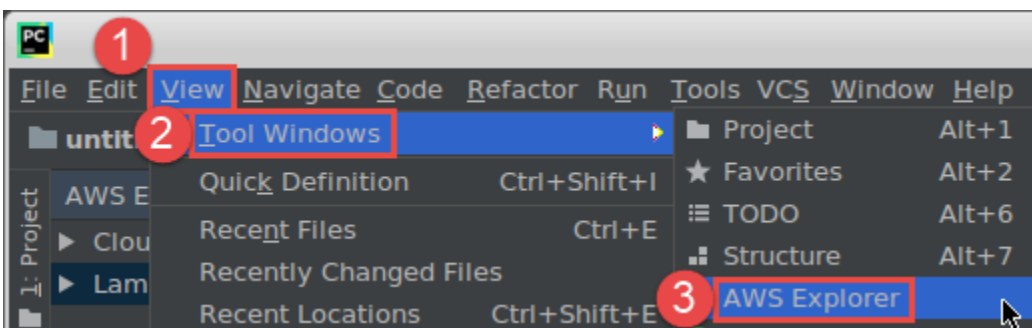 PC
1
File Edit View Navigate Code Refactor Run Tools VCS Window Help
2 Tool Windows
Project Alt+1
Favorites Alt+2
TODO Alt+6
Structure Alt+7
3 AWS Explorer
Quick Definition Ctrl+Shift+I
Recent Files Ctrl+E
Recently Changed Files
Recent Locations Ctrl+Shift+E
untit
AWS E
Clou
Lam
1: Project